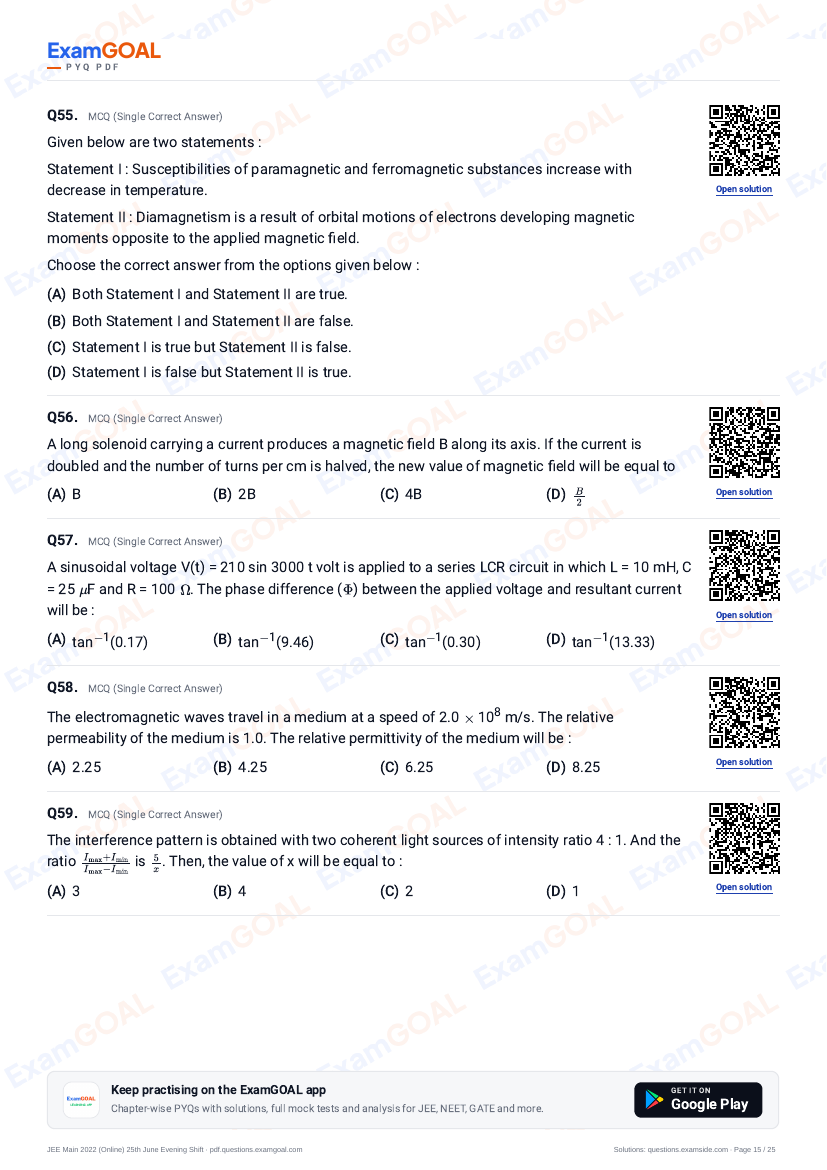 ExamGOAL
PYQ PDF
Q55. MCQ (Single Correct Answer)
Given below are two statements :
Statement I : Susceptibilities of paramagnetic and ferromagnetic substances increase with
decrease in temperature.
Statement II : Diamagnetism is a result of orbital motions of electrons developing magnetic
moments opposite to the applied magnetic field.
Choose the correct answer from the options given below :
(A) Both Statement I and Statement II are true.
(B) Both Statement I and Statement II are false.
(C) Statement I is true but Statement II is false.
(D) Statement I is false but Statement II is true.
Open solution
Q56. MCQ (Single Correct Answer)
A long solenoid carrying a current produces a magnetic field B along its axis. If the current is
doubled and the number of turns per cm is halved, the new value of magnetic field will be equal to
(A) B (B) 2B (C) 4B (D) $\frac{B}{2}$
Open solution
Q57. MCQ (Single Correct Answer)
A sinusoidal voltage V(t) = 210 sin 3000 t volt is applied to a series LCR circuit in which L = 10 mH, C
= 25 μF and R = 100 Ω. The phase difference (Φ) between the applied voltage and resultant current
will be :
(A) tan⁻¹(0.17) (B) tan⁻¹(9.46) (C) tan⁻¹(0.30) (D) tan⁻¹(13.33)
Open solution
Q58. MCQ (Single Correct Answer)
The electromagnetic waves travel in a medium at a speed of 2.0 × 10⁸ m/s. The relative
permeability of the medium is 1.0. The relative permittivity of the medium will be :
(A) 2.25 (B) 4.25 (C) 6.25 (D) 8.25
Open solution
Q59. MCQ (Single Correct Answer)
The interference pattern is obtained with two coherent light sources of intensity ratio 4 : 1. And the
ratio $\frac{I_{max}+I_{min}}{I_{max}-I_{min}}$ is $\frac{5}{x}$. Then, the value of x will be equal to :
(A) 3 (B) 4 (C) 2 (D) 1
Open solution
ExamGOAL
Keep practising on the ExamGOAL app
Chapter-wise PYQs with solutions, full mock tests and analysis for JEE, NEET, GATE and more.
GET IT ON
Google Play
JEE Main 2022 (Online) 25th June Evening Shift · pdf.questions.examgoal.com
Solutions: questions.examside.com · Page 15 / 25